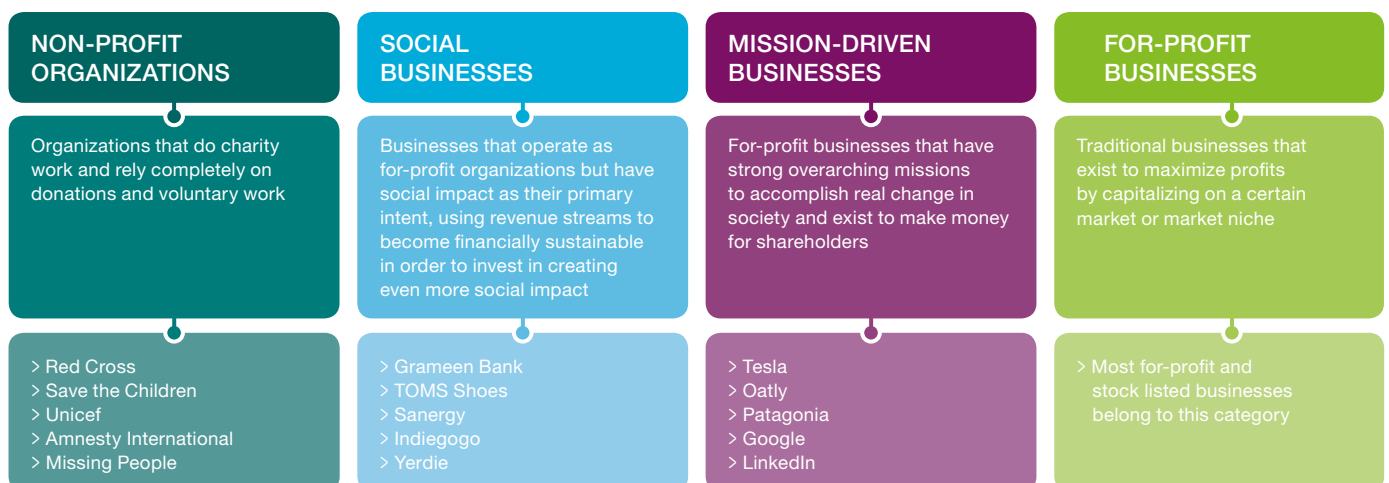 NON-PROFIT
ORGANIZATIONS
Organizations that do charity
work and rely completely on
donations and voluntary work
> Red Cross
> Save the Children
> Unicef
> Amnesty International
> Missing People
SOCIAL
BUSINESSES
Businesses that operate as
for-profit organizations but have
social impact as their primary
intent, using revenue streams to
become financially sustainable
in order to invest in creating
even more social impact
> Grameen Bank
> TOMS Shoes
> Sanergy
> Indiegogo
> Yerdie
MISSION-DRIVEN
BUSINESSES
For-profit businesses that have
strong overarching missions
to accomplish real change in
society and exist to make money
for shareholders
> Tesla
> Oatly
> Patagonia
> Google
> LinkedIn
FOR-PROFIT
BUSINESSES
Traditional businesses that
exist to maximize profits
by capitalizing on a certain
market or market niche
> Most for-profit and
stock listed businesses
belong to this category